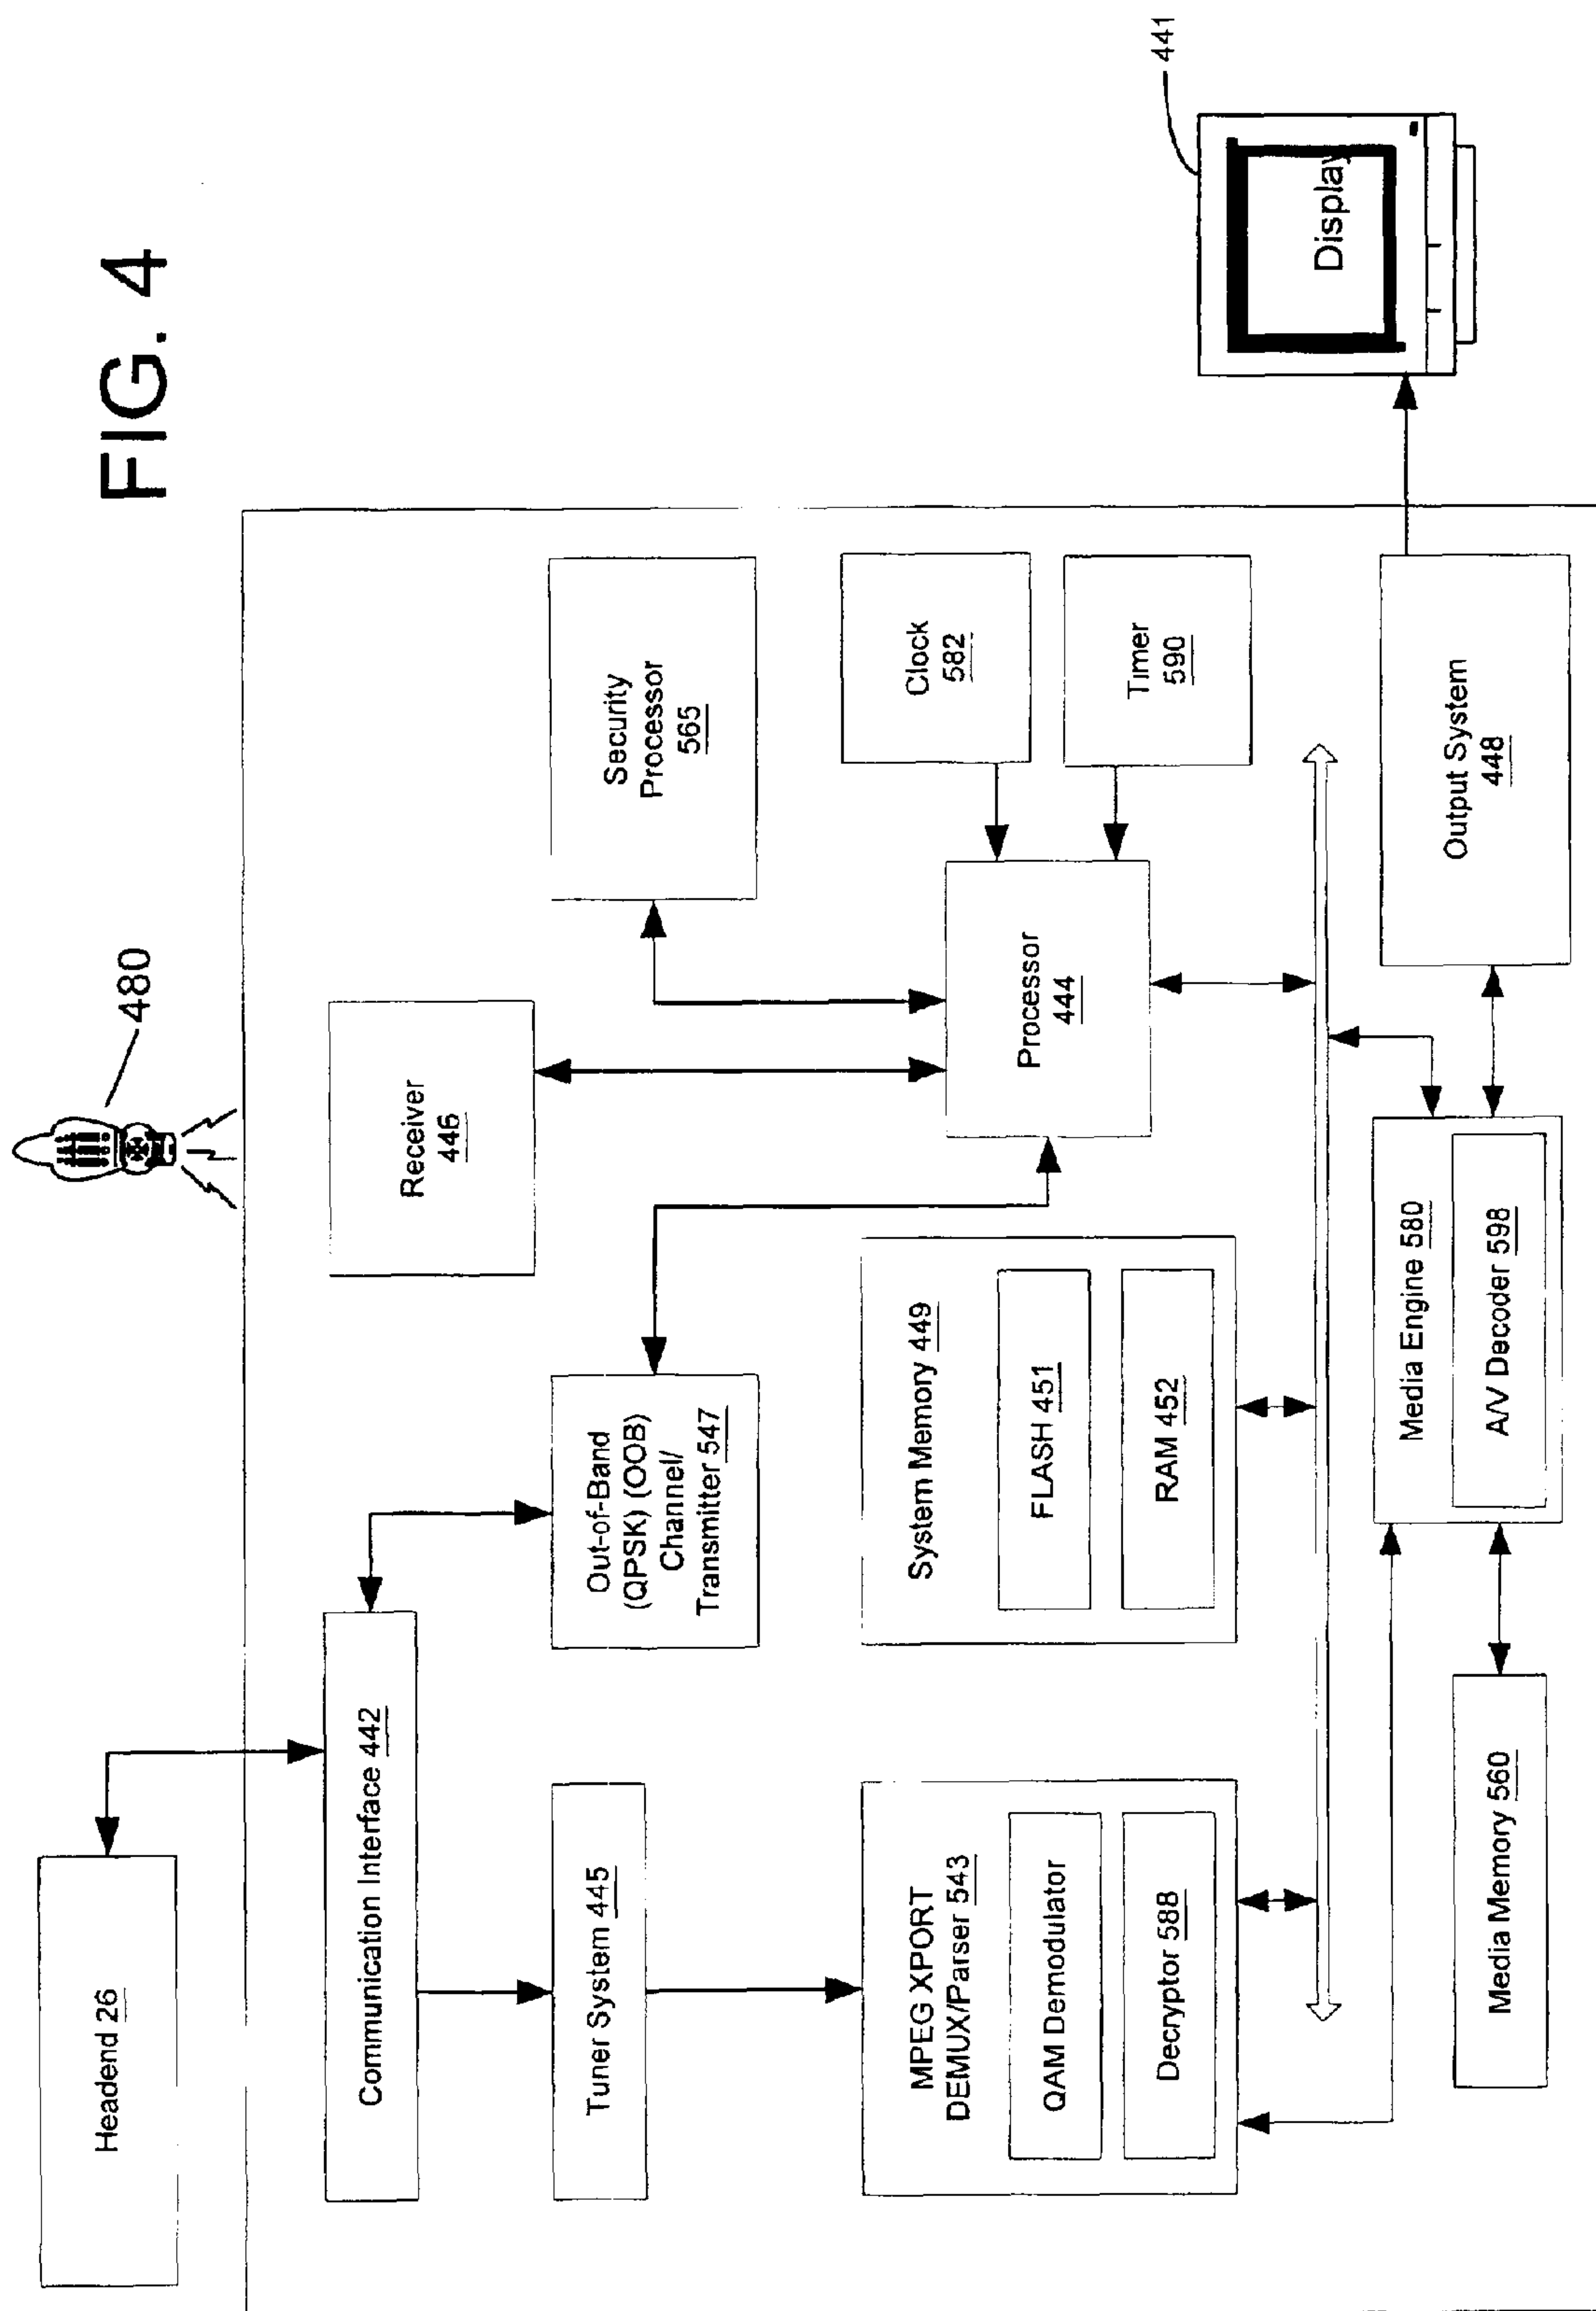 FIG. 4
480
441
Headend 26
Communication Interface 442
Tuner System 445
Out-of-Band
(QPSK) (OOB)
Channel/
Transmitter 547
Receiver
446
Security
Processor
565
MPEG XPORT
DEMUX/Parser 543
QAM Demodulator
Decryptor 588
System Memory 449
FLASH 451
RAM 452
Processor
444
Clock
582
Timer
590
Media Memory 560
Media Engine 580
A/V Decoder 598
Output System
448
Display